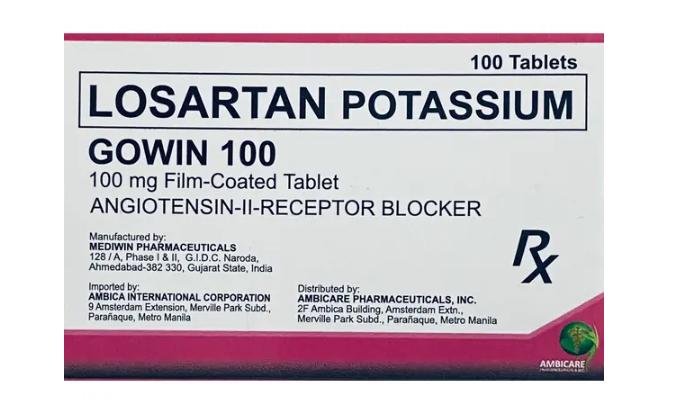 100 Tablets
LOSARTAN POTASSIUM
GOWIN 100
100 mg Film-Coated Tablet
ANGIOTENSIN-II-RECEPTOR BLOCKER
Manufactured by:
MEDIWIN PHARMACEUTICALS
128 / A, Phase I & II, G.I.D.C. Naroda,
Ahmedabad-382 330, Gujarat State, India
Rx
Imported by:
AMBICA INTERNATIONAL CORPORATION
9 Amsterdam Extension, Merville Park Subd.,
Parañaque, Metro Manila
Distributed by:
AMBICARE PHARMACEUTICALS, INC.
2F Ambica Building, Amsterdam Extn.,
Merville Park Subd., Parañaque, Metro Manila
AMBICARE